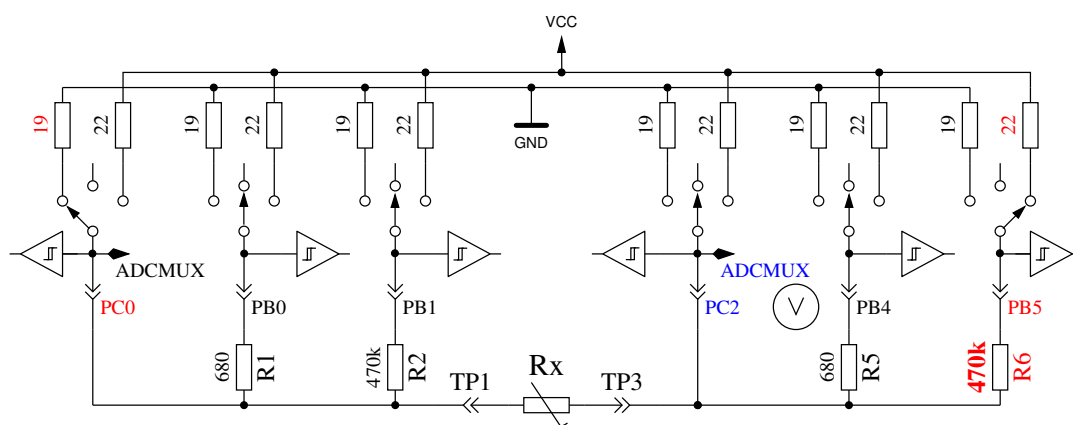 VCC
19 22 19 22 19 22 19 22 19 22 19 22
GND
ADCMUX ADCMUX
PC0 PB0 PB1 PC2 V PB4 PB5
680 R1 470k R2 680 R5 470k R6
TP1 Rx TP3